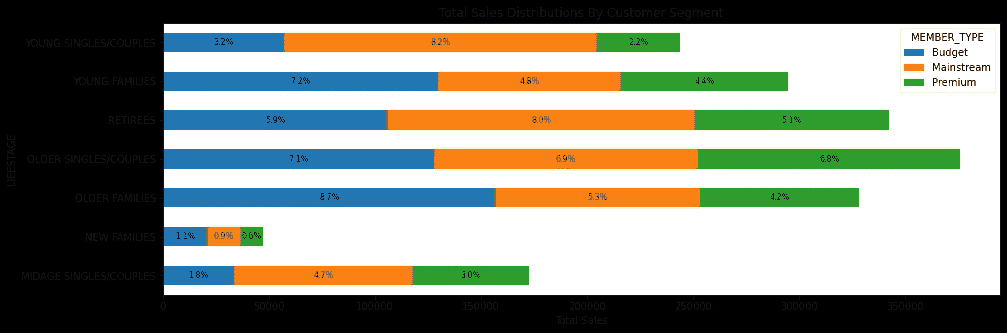 Total Sales Distributions By Customer Segment
MEMBER_TYPE
Budget
Mainstream
Premium
LIFESTAGE
YOUNG SINGLES/COUPLES 3.2% 8.2% 2.2%
YOUNG FAMILIES 7.2% 4.8% 4.4%
RETIREES 5.9% 8.0% 5.1%
OLDER SINGLES/COUPLES 7.1% 6.9% 6.8%
OLDER FAMILIES 8.7% 5.3% 4.2%
NEW FAMILIES 1.1% 0.9% 0.6%
MIDAGE SINGLES/COUPLES 1.8% 4.7% 3.0%
0 50000 100000 150000 200000 250000 300000 350000
Total Sales